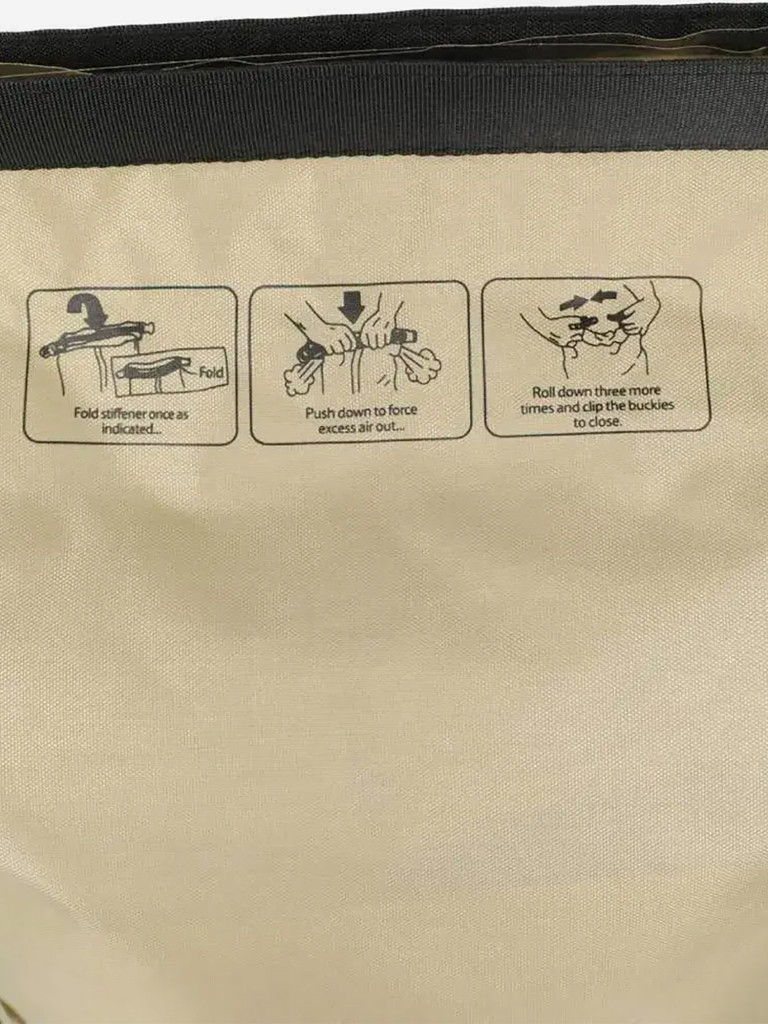 Fold
Fold stiffener once as
indicated...
Push down to force
excess air out...
Roll down three more
times and clip the buckies
to close.